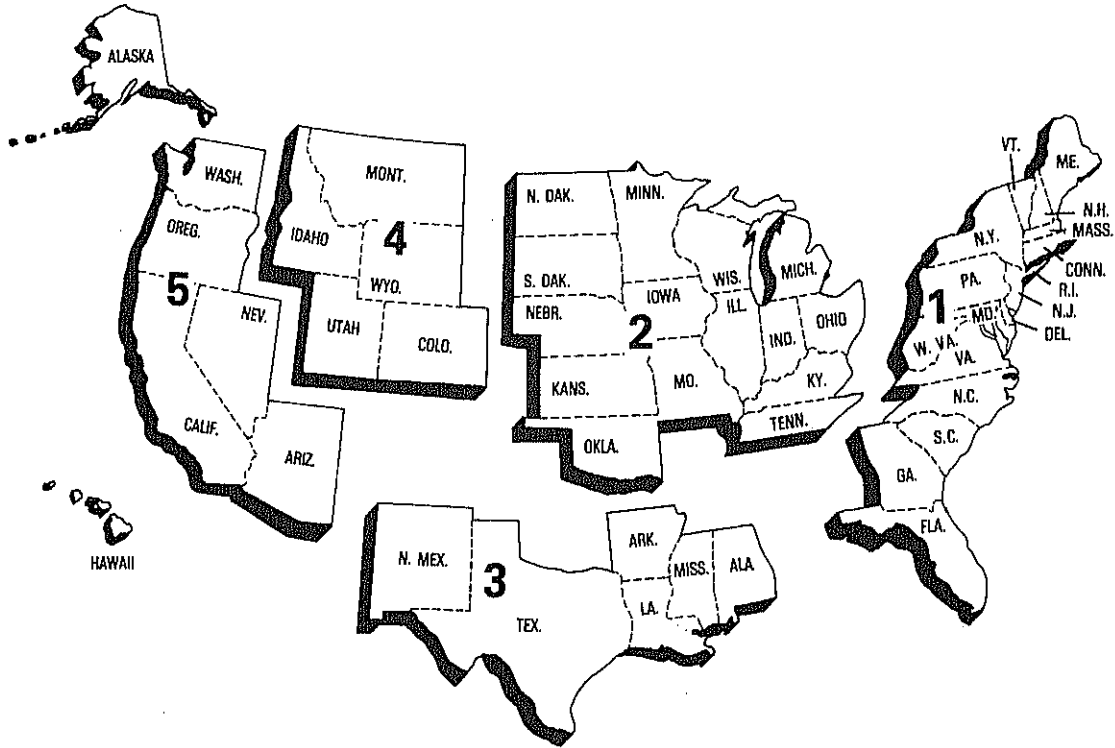 ALASKA
WASH.
MONT.
OREG.
IDAHO
4
5
WYO.
NEV.
UTAH
COLO.
CALIF.
ARIZ.
HAWAII
N. DAK.
MINN.
S. DAK.
WIS.
MICH.
NEBR.
IOWA
2
ILL.
IND.
OHIO
KANS.
MO.
KY.
TENN.
OKLA.
VT.
ME.
N.H.
MASS.
N.Y.
CONN.
PA.
R.I.
1
MD.
N.J.
DEL.
W. VA.
VA.
N.C.
S.C.
GA.
FLA.
N. MEX.
3
TEX.
ARK.
MISS.
ALA
LA.